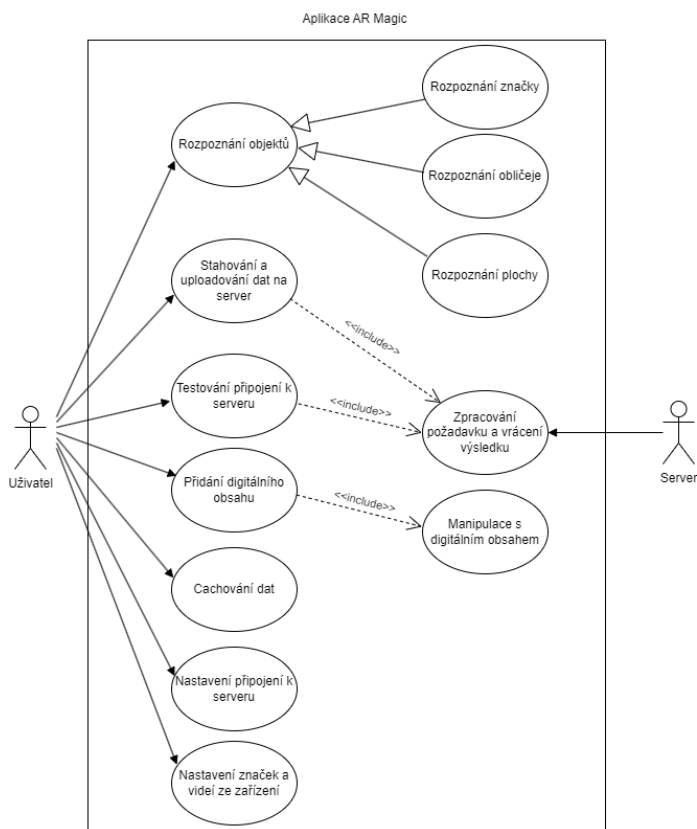 Aplikace AR Magic
Rozpoznání značky
Rozpoznání objektů
Rozpoznání obličeje
Rozpoznání plochy
Stahování a
uploadování dat na
server
<<include>>
Testování připojení k
serveru
<<include>>
Zpracování
požadavku a vrácení
výsledku
Uživatel
Server
Přidání digitálního
obsahu
<<include>>
Manipulace s
digitálním obsahem
Cachování dat
Nastavení připojení k
serveru
Nastavení značek a
videí ze zařízení